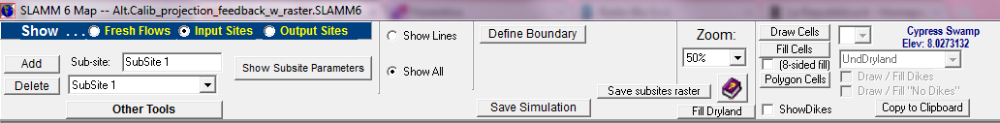 SLAMM 6 Map -- Alt.Calib_projection_feedback_w_raster.SLAMM6
Show . . . Fresh Flows Input Sites Output Sites
Add Sub-site: SubSite 1
Delete SubSite 1
Show Subsite Parameters
Other Tools
Show Lines
Show All
Define Boundary
Save Simulation
Zoom:
50%
Save subsites raster
Fill Dryland
Draw Cells
Fill Cells
(8-sided fill)
Polygon Cells
ShowDikes
Cypress Swamp
Elev: 8.0273132
UndDryland
Draw / Fill Dikes
Draw / Fill "No Dikes"
Copy to Clipboard